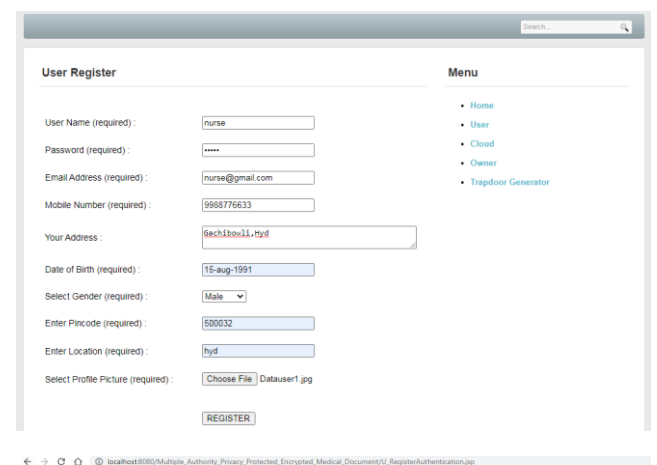 Search...
User Register
Menu
User Name (required) :
nurse
Password (required) :
•••••
Email Address (required) :
nurse@gmail.com
Mobile Number (required) :
9988776633
Your Address :
Gachibowli,Hyd
Date of Birth (required) :
15-aug-1991
Select Gender (required) :
Male
Enter Pincode (required) :
500032
Enter Location (required) :
hyd
Select Profile Picture (required) :
Choose File Datauser1.jpg
REGISTER
• Home
• User
• Cloud
• Owner
• Trapdoor Generator
localhost:8080/Multiple_Authority_Privacy_Protected_Encrypted_Medical_Document/U_RegisterAuthentication.jsp